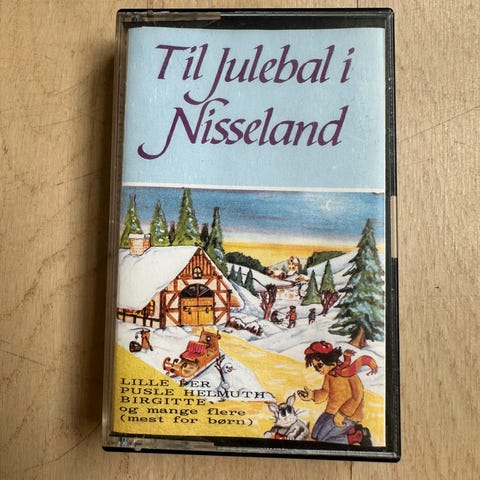 Til Julebal i
Nisseland
LILLE PER
PUSLE HELMUTH
BIRGITTE
og mange flere
(mest for børn)